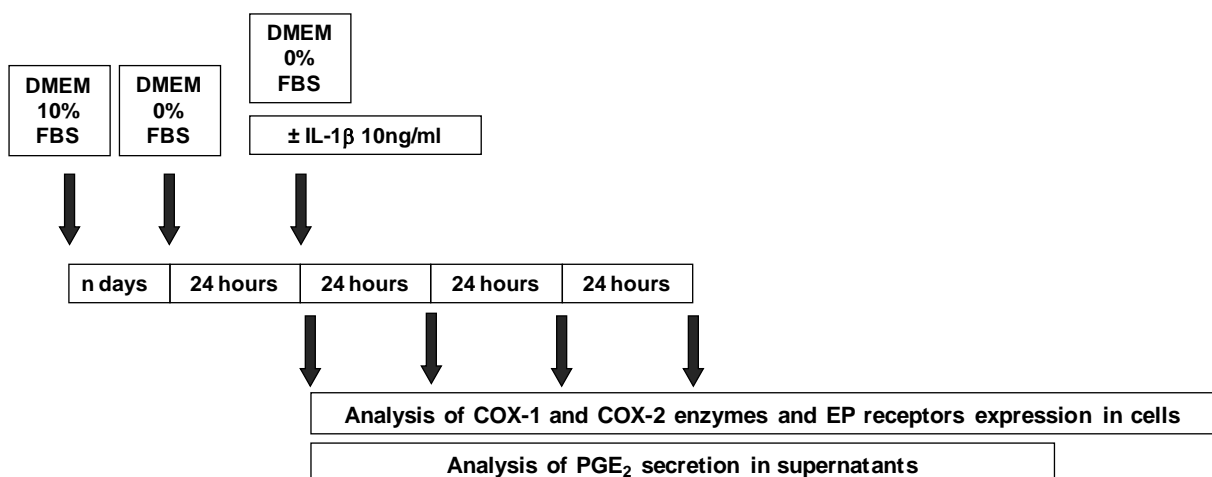 DMEM
10%
FBS
DMEM
0%
FBS
DMEM
0%
FBS
± IL-1β 10ng/ml
n days
24 hours
24 hours
24 hours
24 hours
Analysis of COX-1 and COX-2 enzymes and EP receptors expression in cells
Analysis of PGE₂ secretion in supernatants